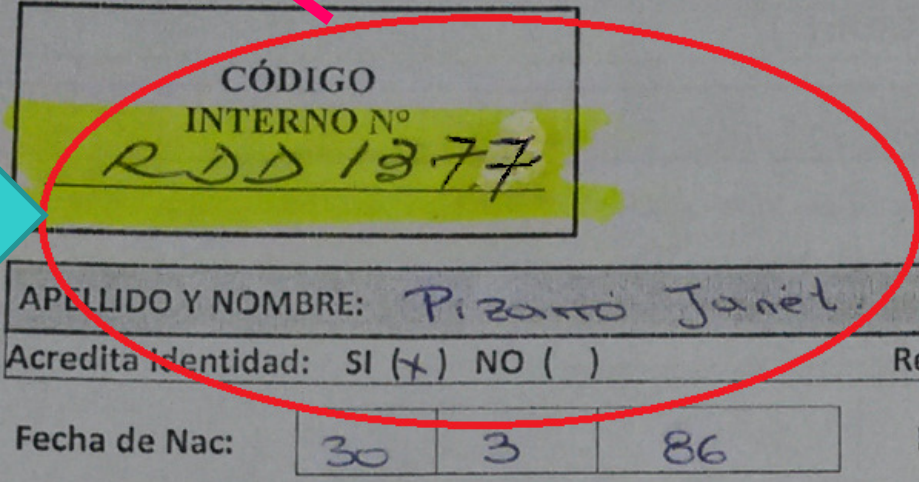 CÓDIGO
INTERNO Nº
RDD 1377
APELLIDO Y NOMBRE: Pizarro Janet.
Acredita Identidad: SI (x) NO ( )
Fecha de Nac: 30 3 86